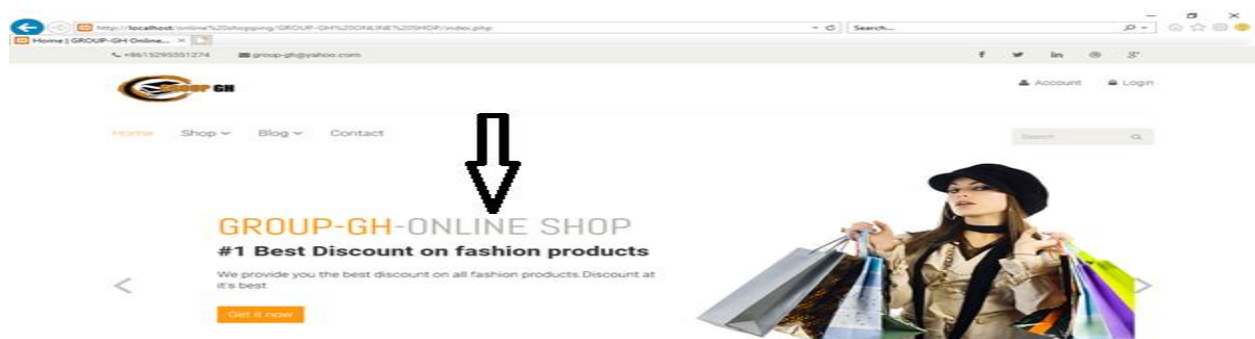 http://localhost/online%20shopping/GROUP-GH%20ONLINE%20SHOP/index.php
Search...
Home | GROUP-GH Online...
+8615295551274 group-gh@yahoo.com
f in g+
GROUP GH
Account Login
Home Shop Blog Contact
Search
GROUP-GH-ONLINE SHOP
#1 Best Discount on fashion products
We provide you the best discount on all fashion products.Discount at
it's best
Get it now